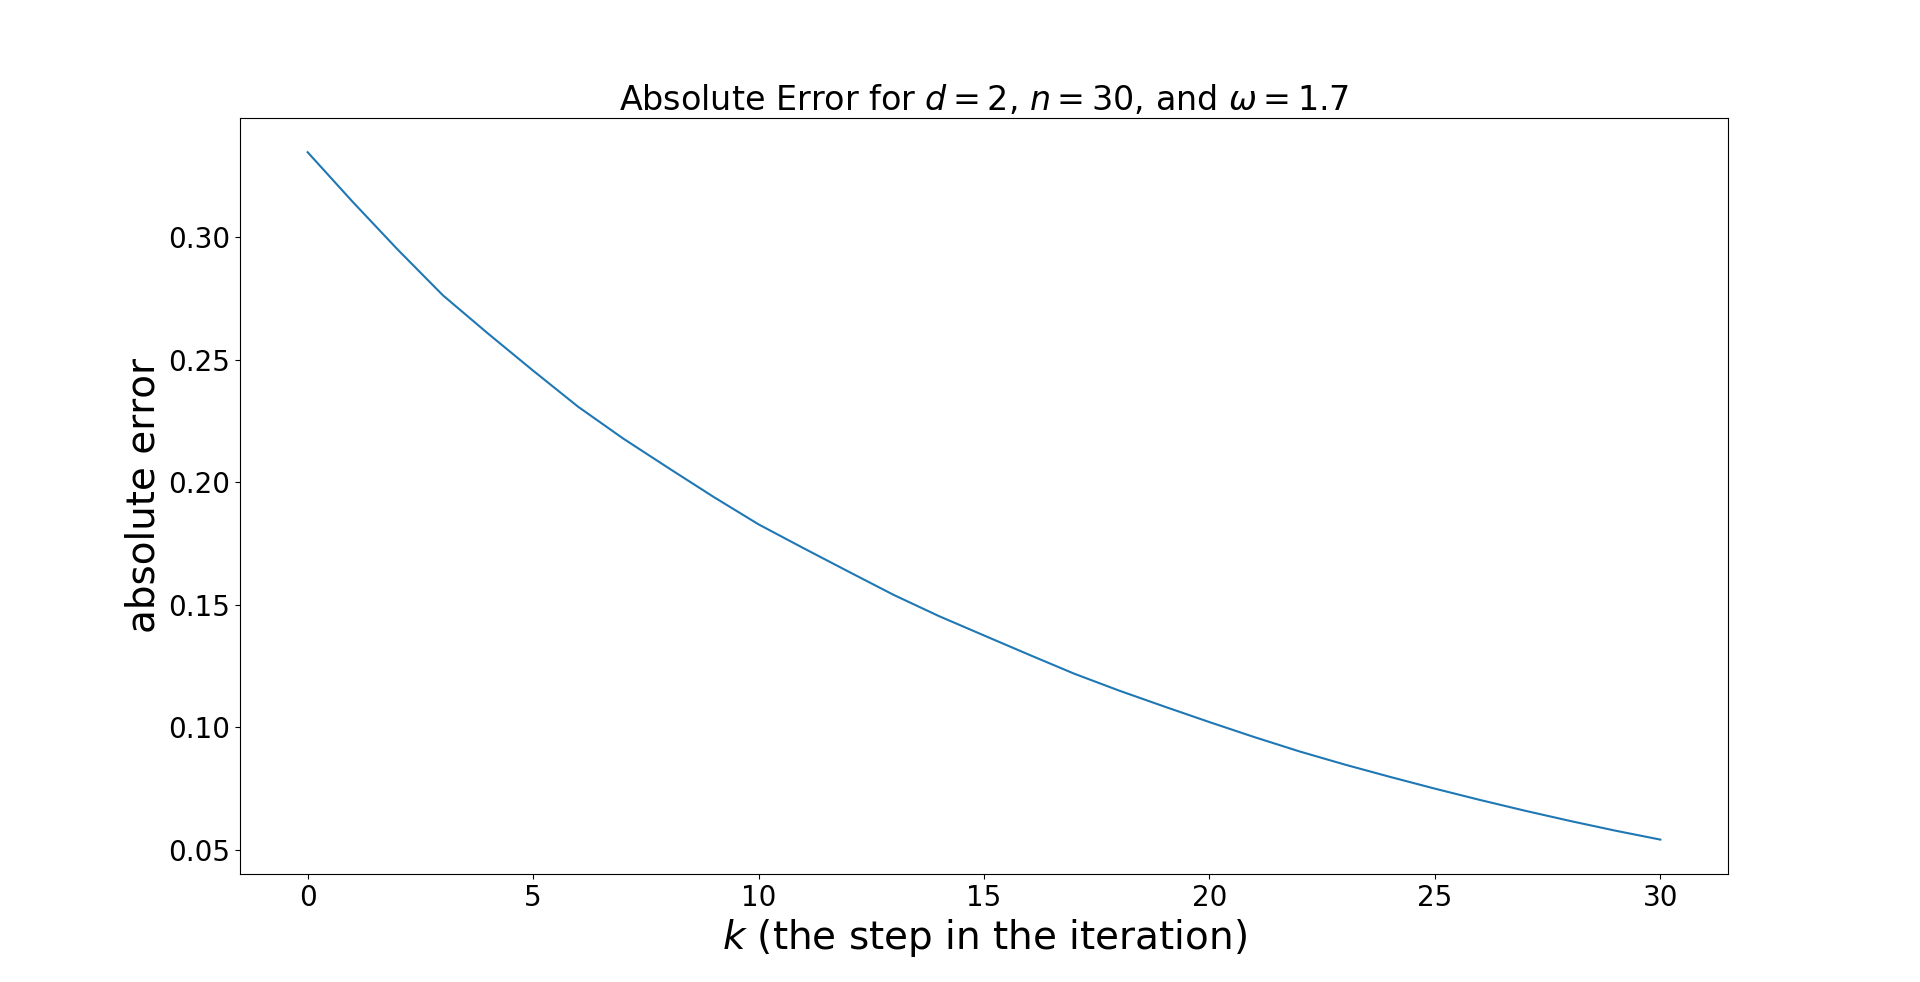 Absolute Error for d = 2, n = 30, and ω = 1.7
absolute error
0.30
0.25
0.20
0.15
0.10
0.05
0 5 10 15 20 25 30
k (the step in the iteration)